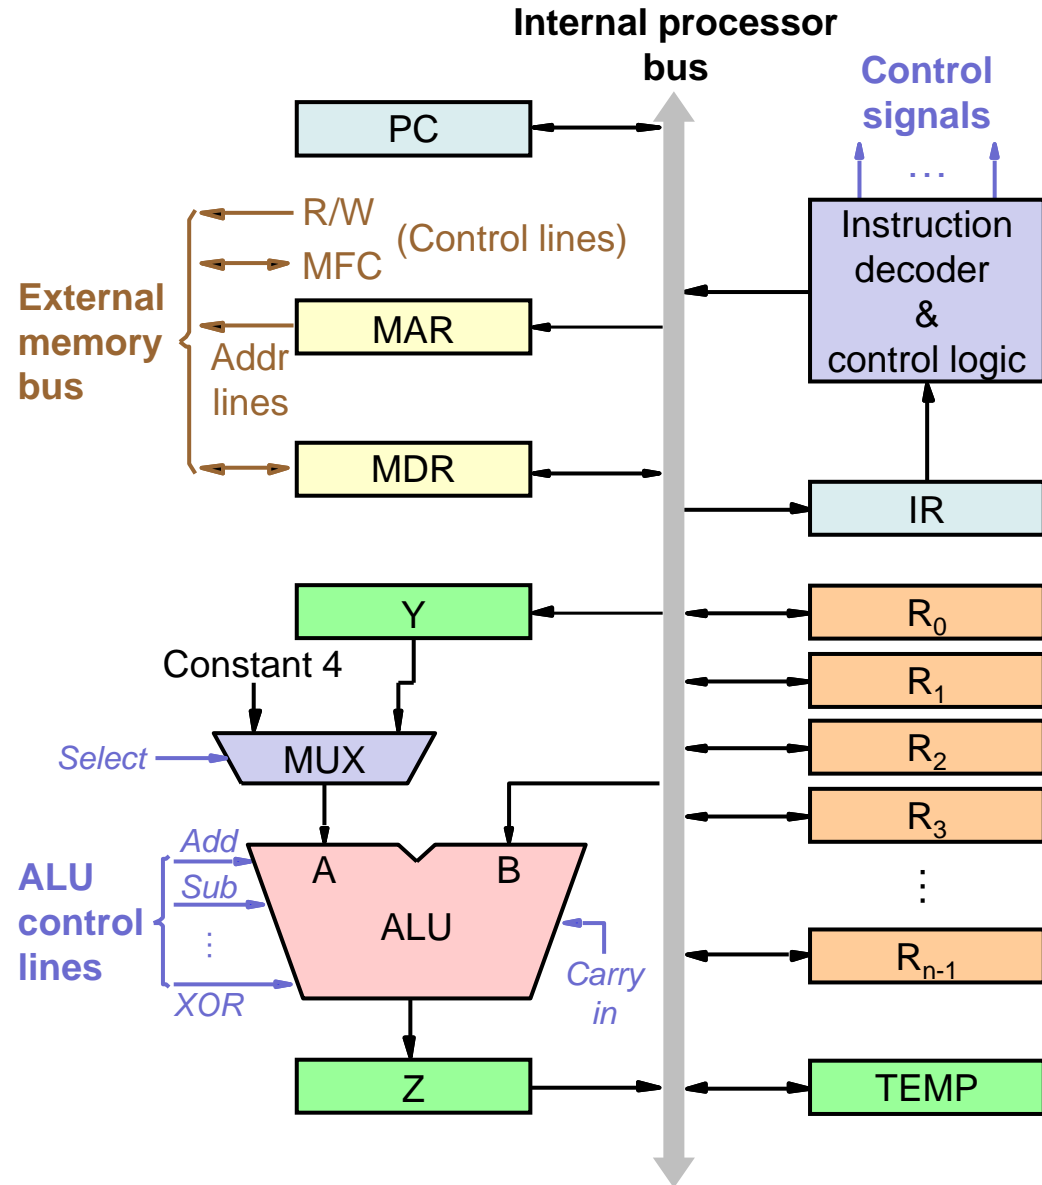 Internal processor
bus
Control
signals
...
PC
R/W
MFC
(Control lines)
External
memory
bus
MAR
Addr
lines
MDR
Instruction
decoder
&
control logic
IR
Y
Constant 4
Select
MUX
R0
R1
R2
R3
⋮
Rn-1
ALU
control
lines
Add
Sub
⋮
XOR
A
B
ALU
Carry
in
Z
TEMP